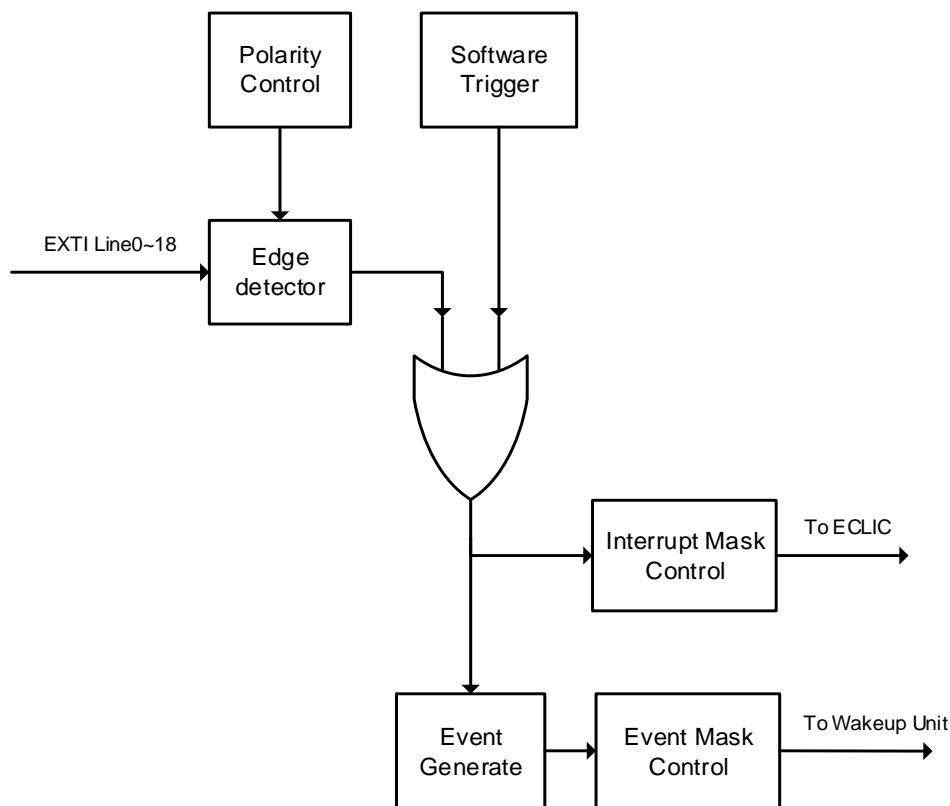 Polarity
Control
Software
Trigger
EXTI Line0~18
Edge
detector
To ECLIC
Interrupt Mask
Control
To Wakeup Unit
Event
Generate
Event Mask
Control